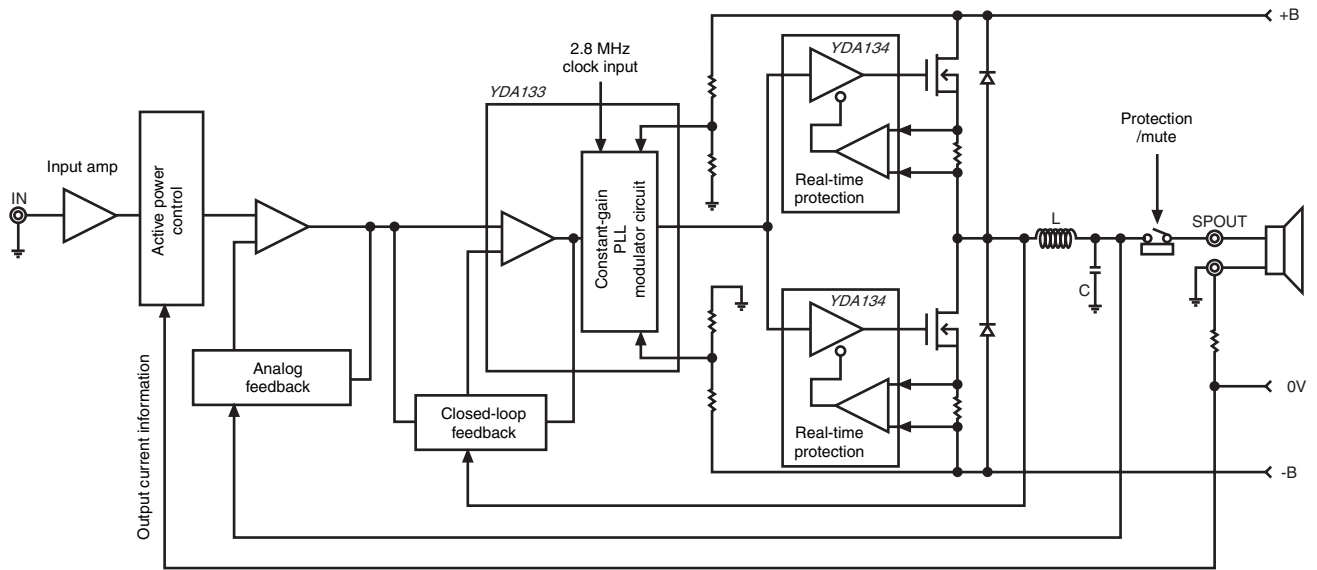 +B
2.8 MHz
clock input
YDA134
YDA133
Protection
/mute
Input amp
IN
Active power
control
Constant-gain
PLL
modulator circuit
Real-time
protection
L
SPOUT
C
YDA134
Output current information
Analog
feedback
Closed-loop
feedback
Real-time
protection
0V
-B